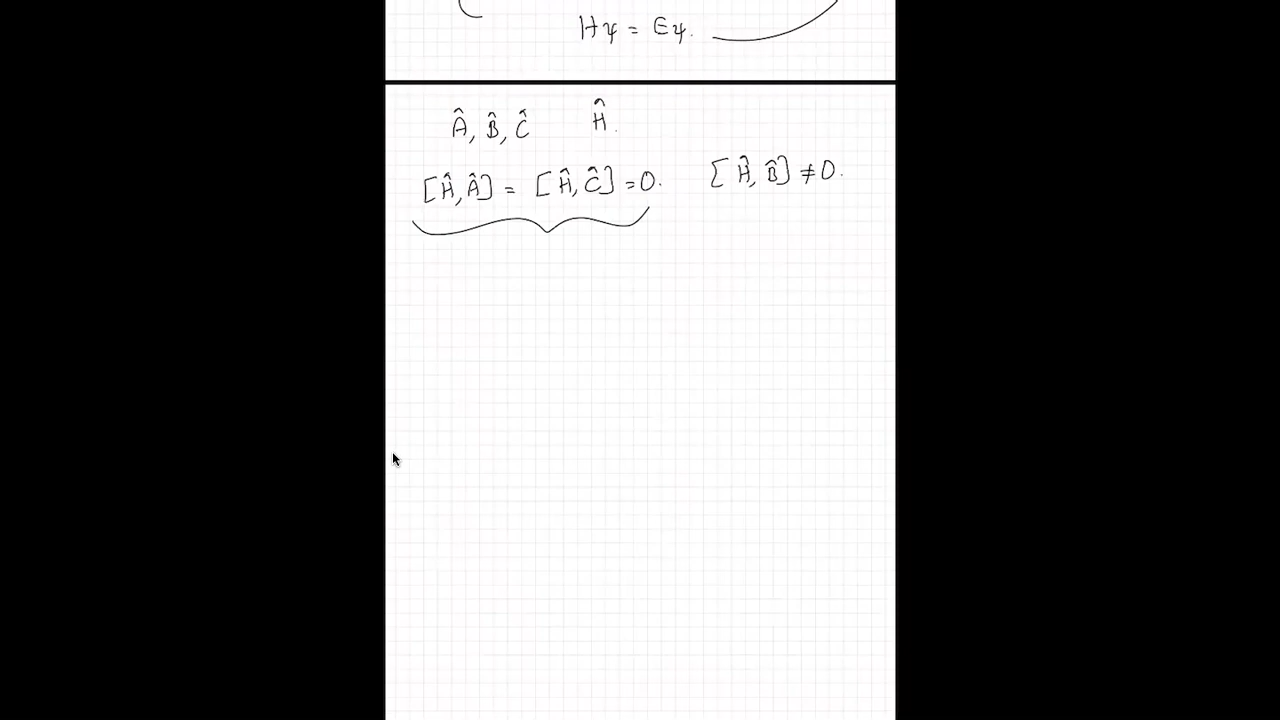 Hψ = Eψ.
Â, B̂, Ĉ Ĥ.
[Ĥ,Â] = [Ĥ,Ĉ] = 0. [Ĥ,B̂] ≠ 0.